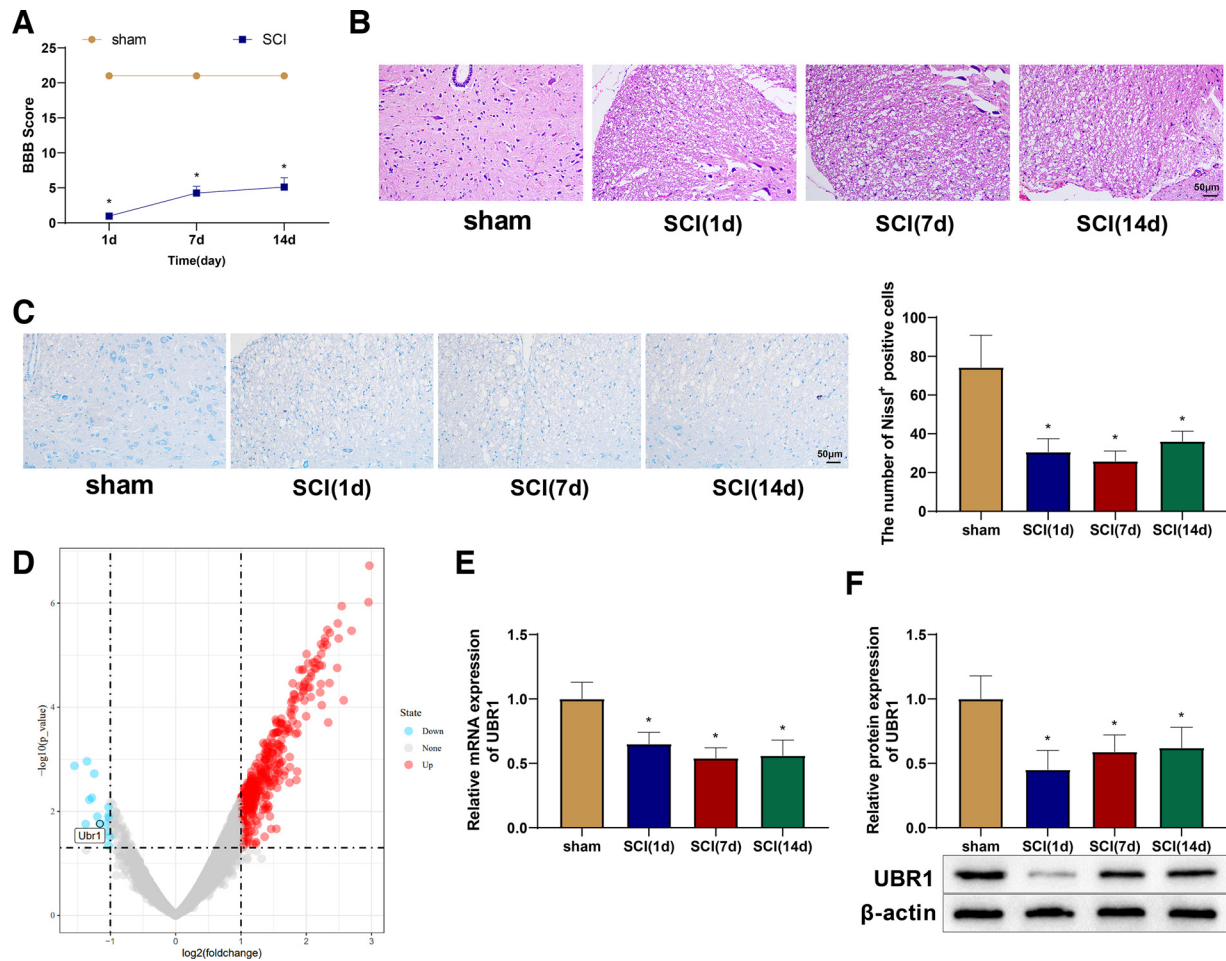 A
sham
SCI
25
20
15
10
5
0
BBB Score
*
*
*
1d
7d
14d
Time(day)
B
50μm
sham
SCI(1d)
SCI(7d)
SCI(14d)
C
50μm
sham
SCI(1d)
SCI(7d)
SCI(14d)
The number of Nissl+ positive cells
100
80
60
40
20
0
*
*
*
sham
SCI(1d)
SCI(7d)
SCI(14d)
D
−log10(p_value)
6
4
2
0
Ubr1
−1
0
1
2
3
log2(foldchange)
State
Down
None
Up
E
Relative mRNA expression
of UBR1
1.5
1.0
0.5
0.0
*
*
*
sham
SCI(1d)
SCI(7d)
SCI(14d)
F
Relative protein expression
of UBR1
1.5
1.0
0.5
0.0
*
*
*
sham
SCI(1d)
SCI(7d)
SCI(14d)
UBR1
β-actin